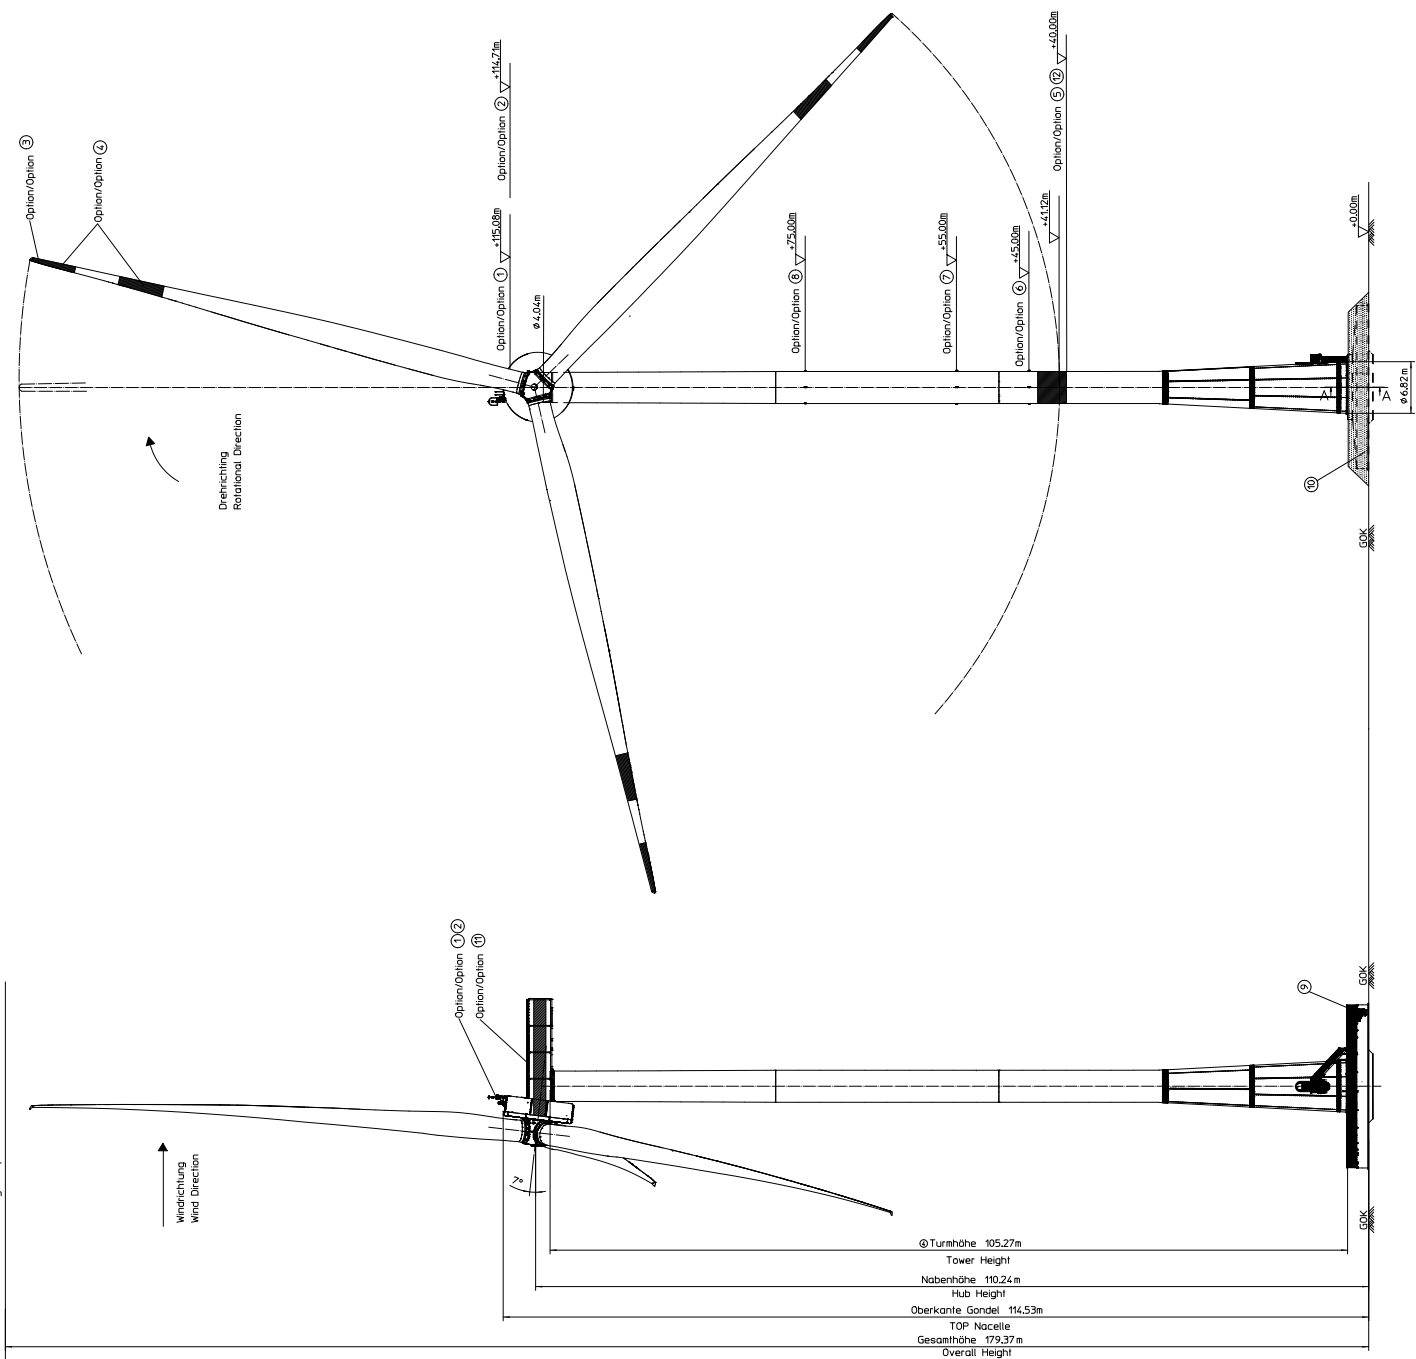 Option/Option ③
Option/Option ④
Option/Option ① +115.08m
Option/Option ② +114.71m
ø 4.04m
Option/Option ⑧ +75.00m
Option/Option ⑦ +55.00m
Option/Option ⑥ +45.00m
+41.12m
Option/Option ⑤ ⑫ +40.00m
+0.00m
Drehrichtung
Rotational Direction
A
A
ø 6.82m
⑩
GOK
Option/Option ① ②
Option/Option ⑪
GOK
⑨
Windrichtung
Wind Direction
7°
GOK
Turmhöhe 105.27m
Tower Height
Nabenhöhe 110.24m
Hub Height
Oberkante Gondel 114.53m
TOP Nacelle
Gesamthöhe 179.37m
Overall Height